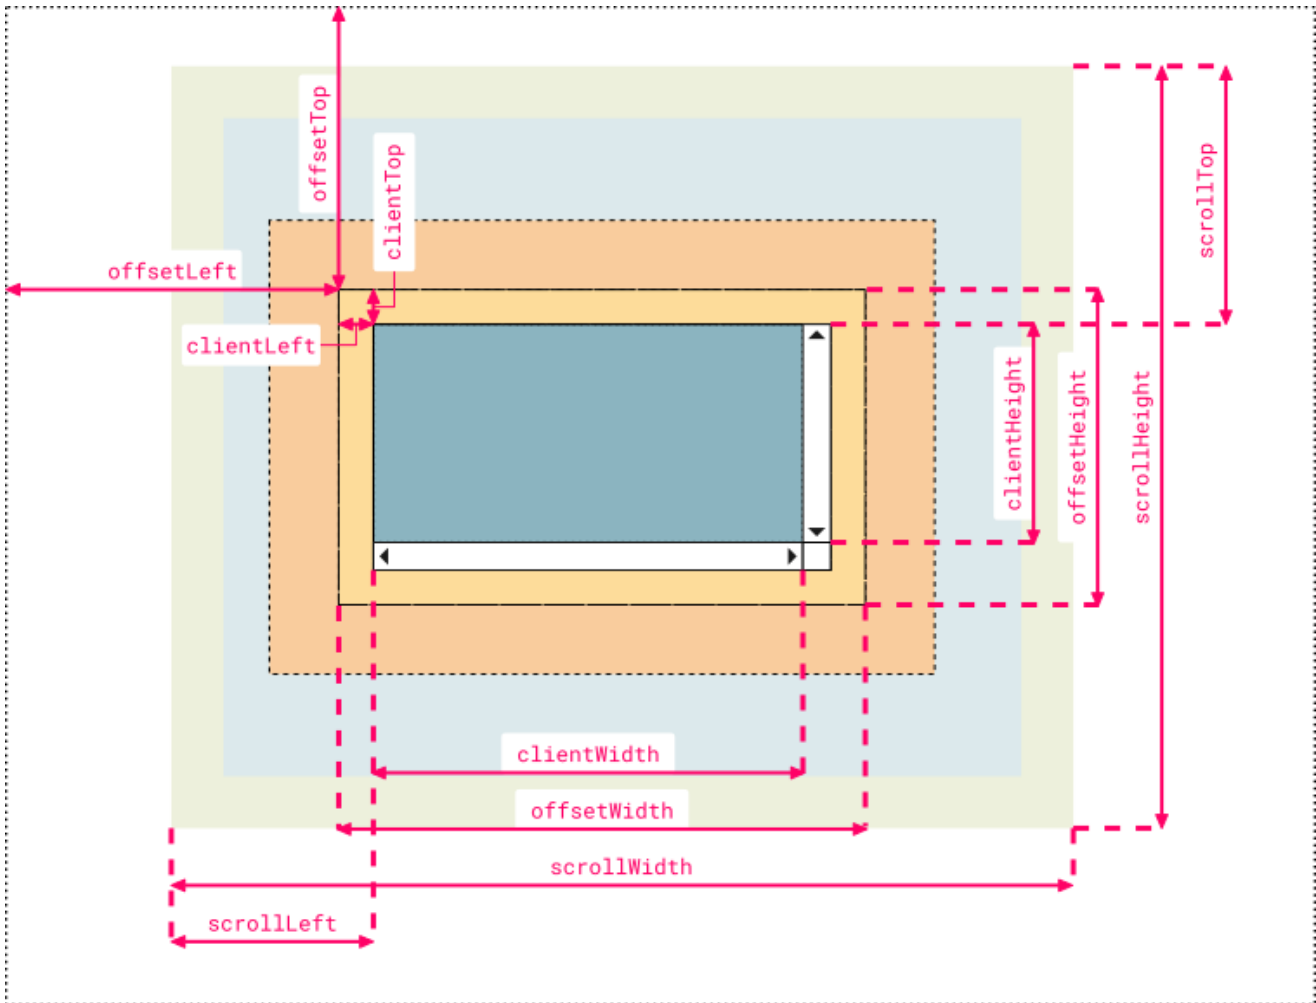 offsetTop
clientTop
scrollTop
offsetLeft
clientLeft
clientHeight
offsetHeight
scrollHeight
clientWidth
offsetWidth
scrollWidth
scrollLeft